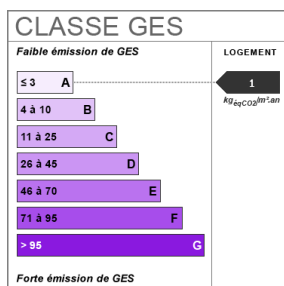 CLASSE GES
Faible émission de GES
LOGEMENT
≤ 3 A
1
4 à 10 B
kgéqCO2/m².an
11 à 25 C
26 à 45 D
46 à 70 E
71 à 95 F
> 95 G
Forte émission de GES